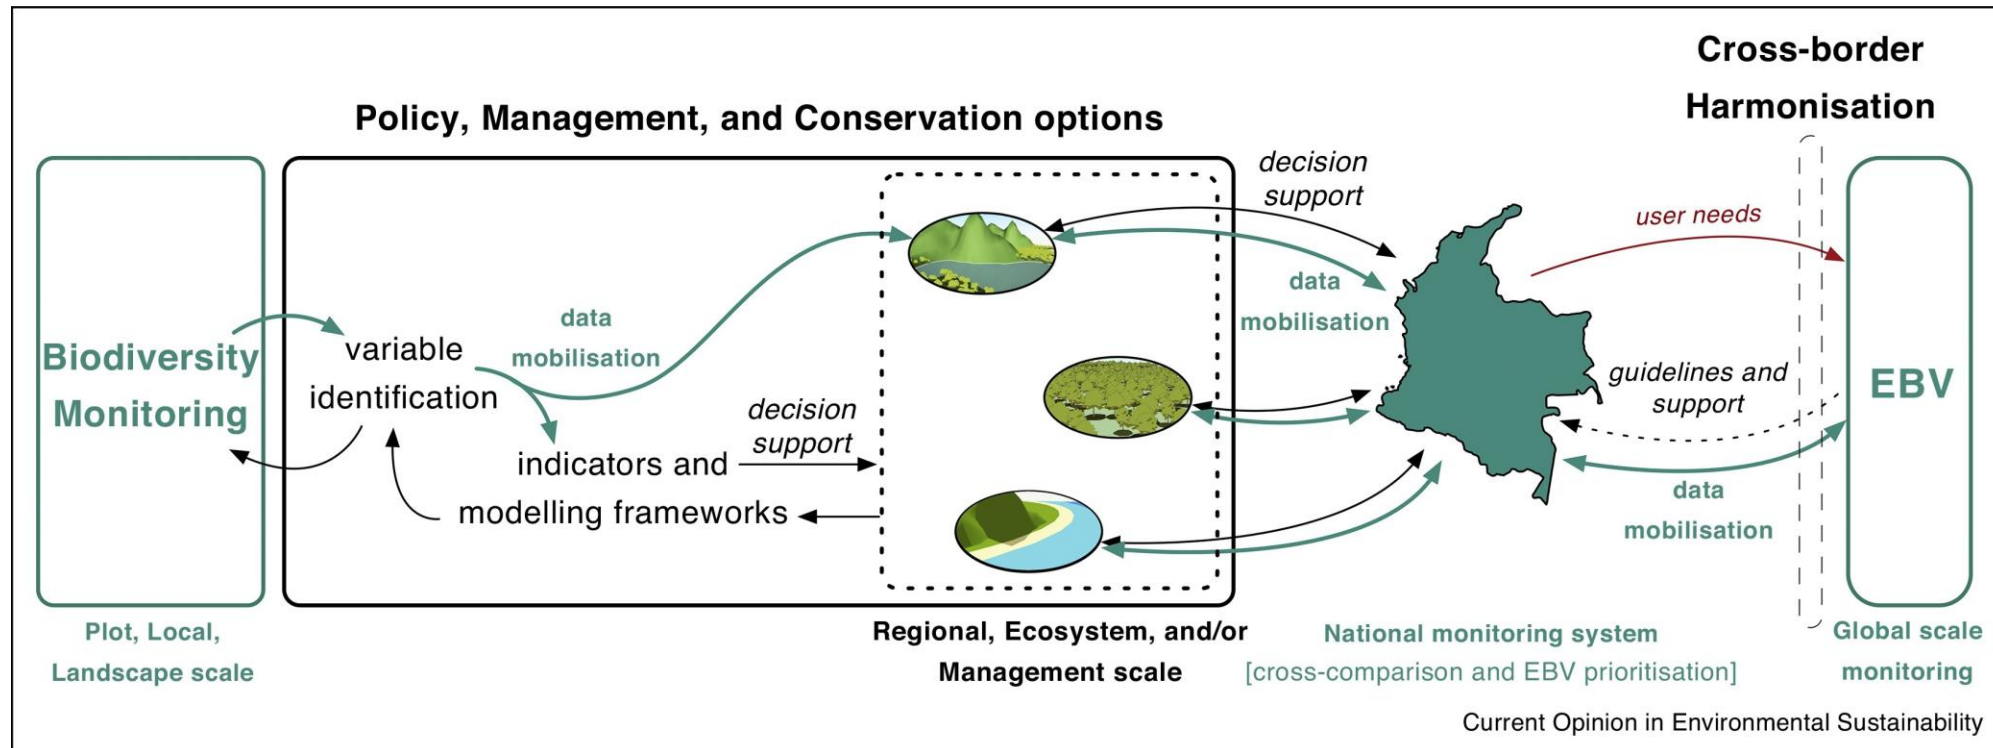 Cross-border
Harmonisation
Policy, Management, and Conservation options
Biodiversity
Monitoring
variable
identification
data
mobilisation
indicators and
modelling frameworks
decision
support
decision
support
data
mobilisation
user needs
guidelines and
support
data
mobilisation
EBV
Plot, Local,
Landscape scale
Regional, Ecosystem, and/or
Management scale
National monitoring system
[cross-comparison and EBV prioritisation]
Global scale
monitoring
Current Opinion in Environmental Sustainability